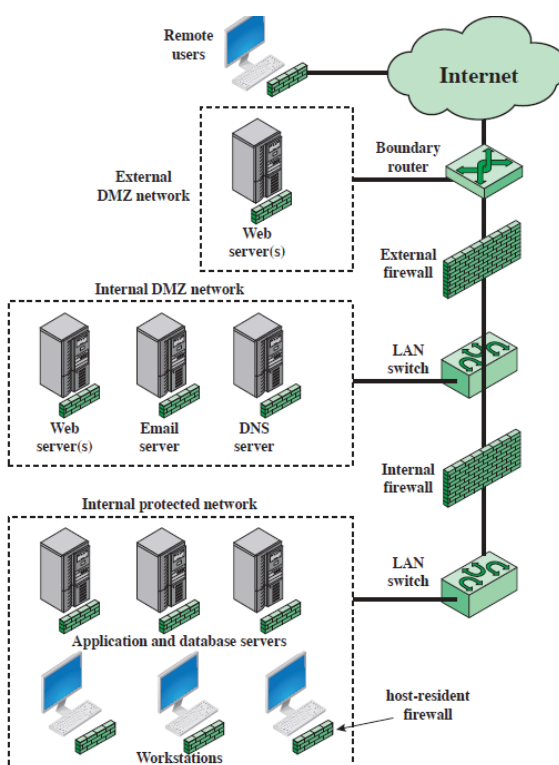 Remote
users
Internet
Boundary
router
External
DMZ network
Web
server(s)
External
firewall
Internal DMZ network
LAN
switch
Web
server(s)
Email
server
DNS
server
Internal
firewall
Internal protected network
LAN
switch
Application and database servers
host-resident
firewall
Workstations